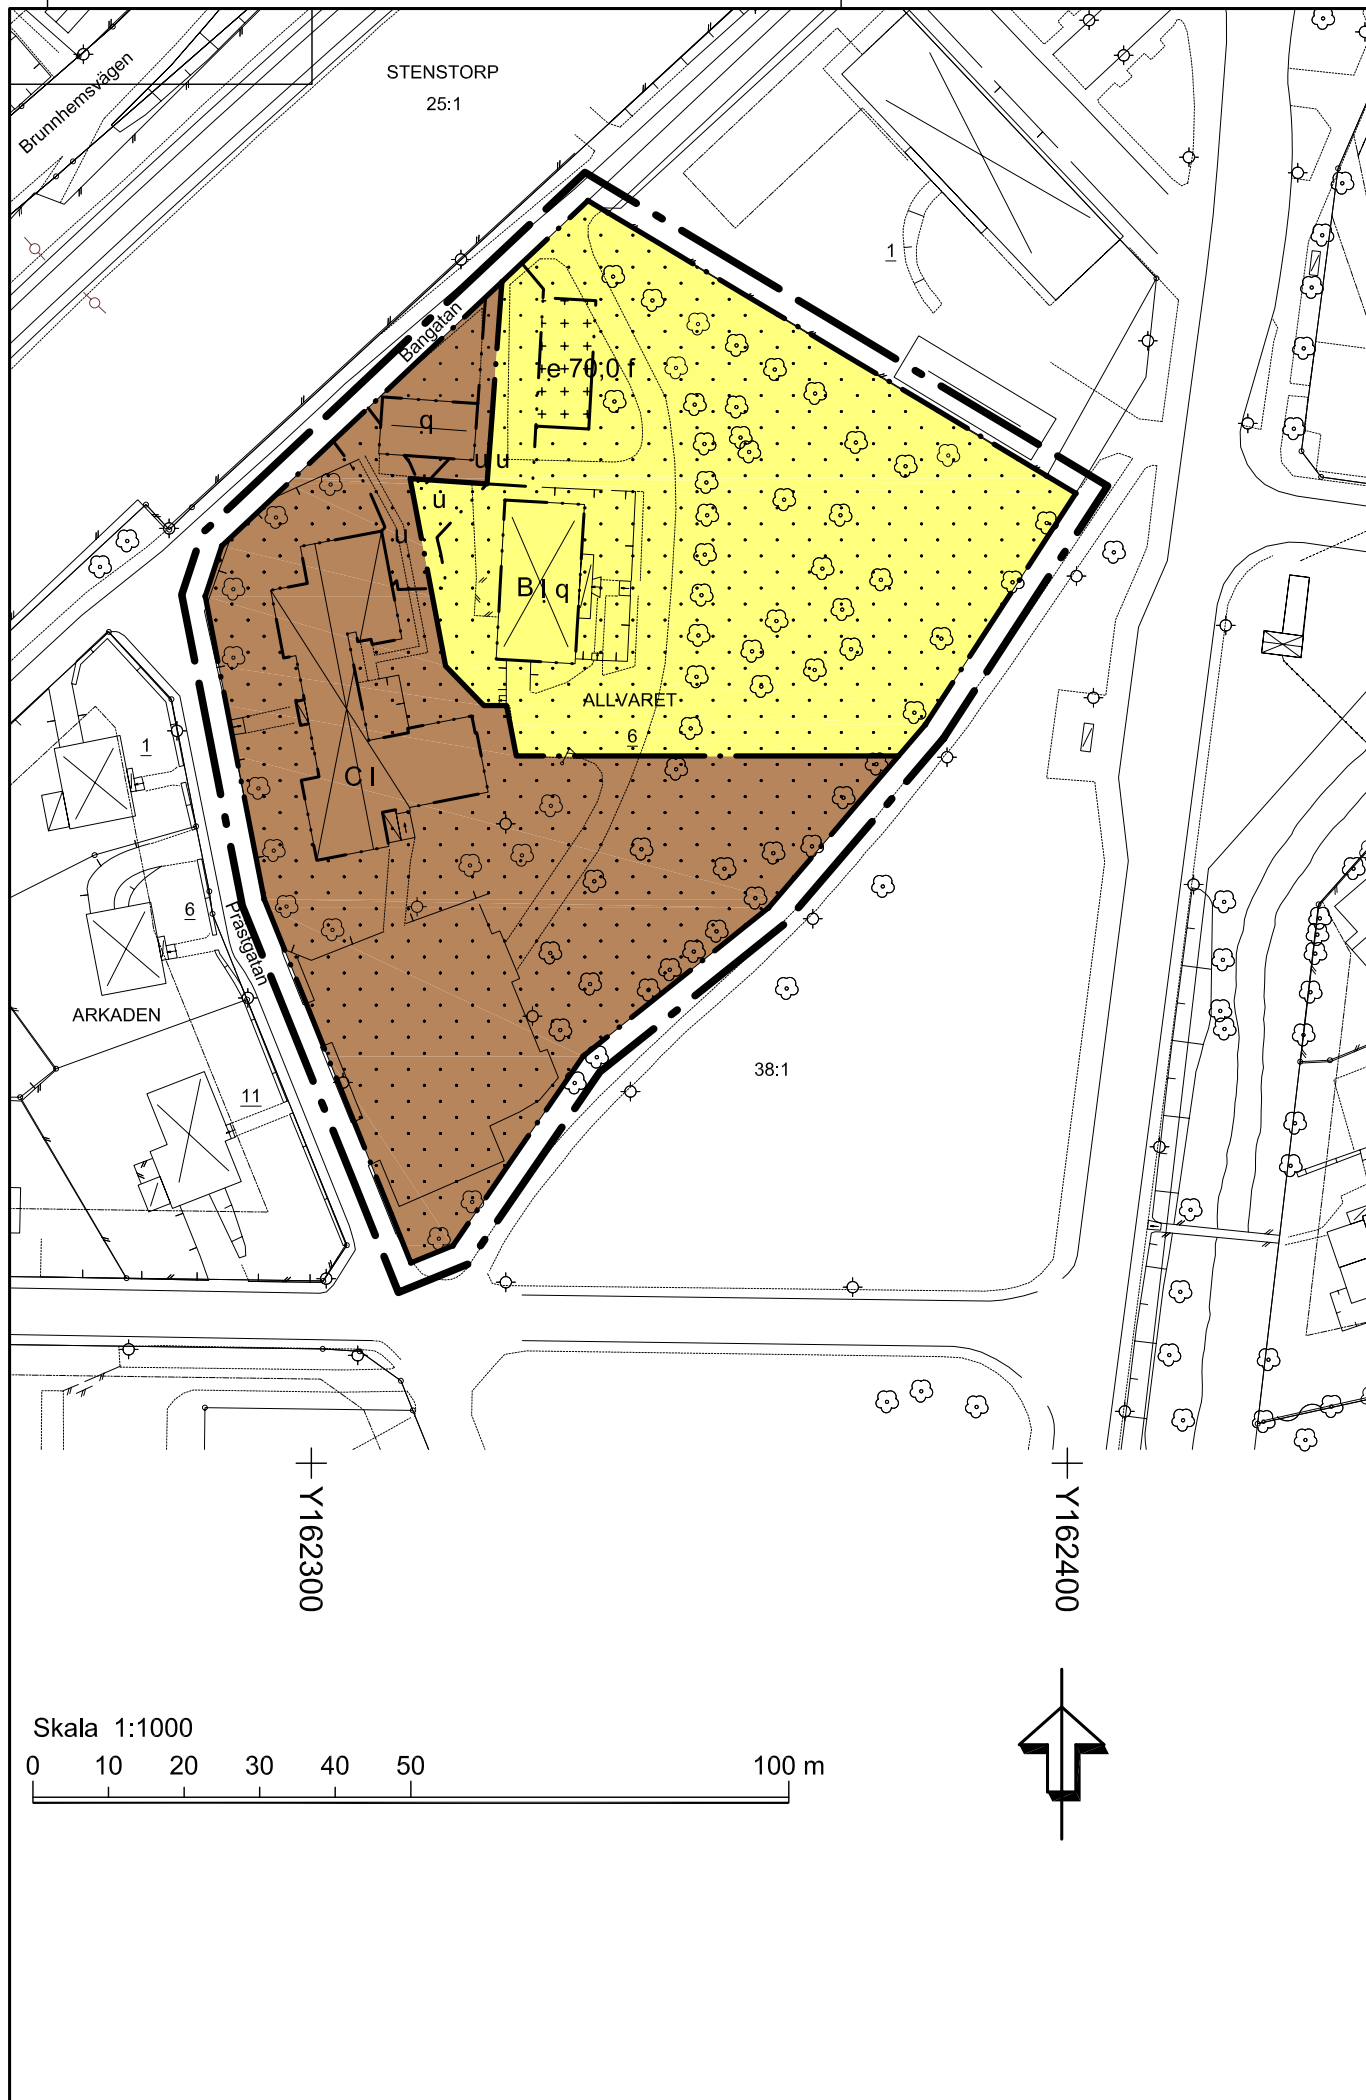 STENSTORP
25:1
Brunnhemsvägen
1
Bangatan
e 70,0 f
q
u u
u
u
B I q
ALLVARET
6
1
C I
6
Prästgatan
ARKADEN
38:1
11
Y162300
Y162400
Skala 1:1000
0 10 20 30 40 50 100 m